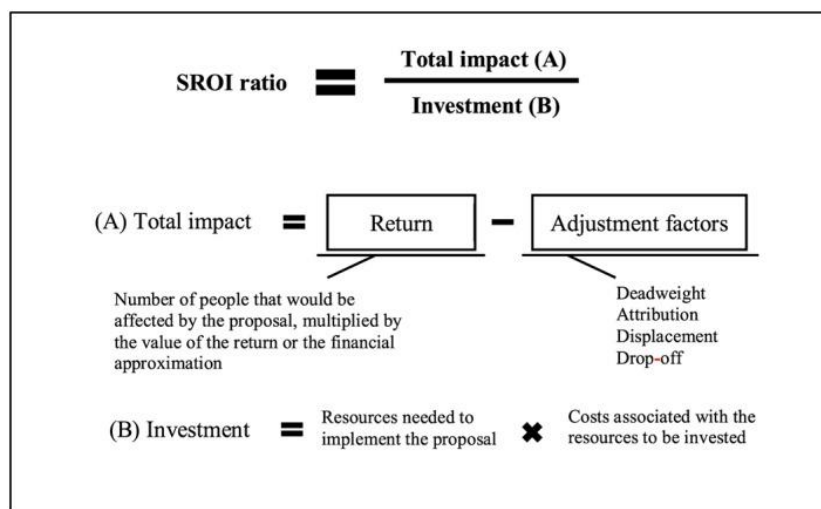 Total impact (A)
SROI ratio = 
Investment (B)
(A) Total impact = Return - Adjustment factors
Number of people that would be
affected by the proposal, multiplied by
the value of the return or the financial
approximation
Deadweight
Attribution
Displacement
Drop-off
(B) Investment = Resources needed to
implement the proposal
✖ Costs associated with the
resources to be invested